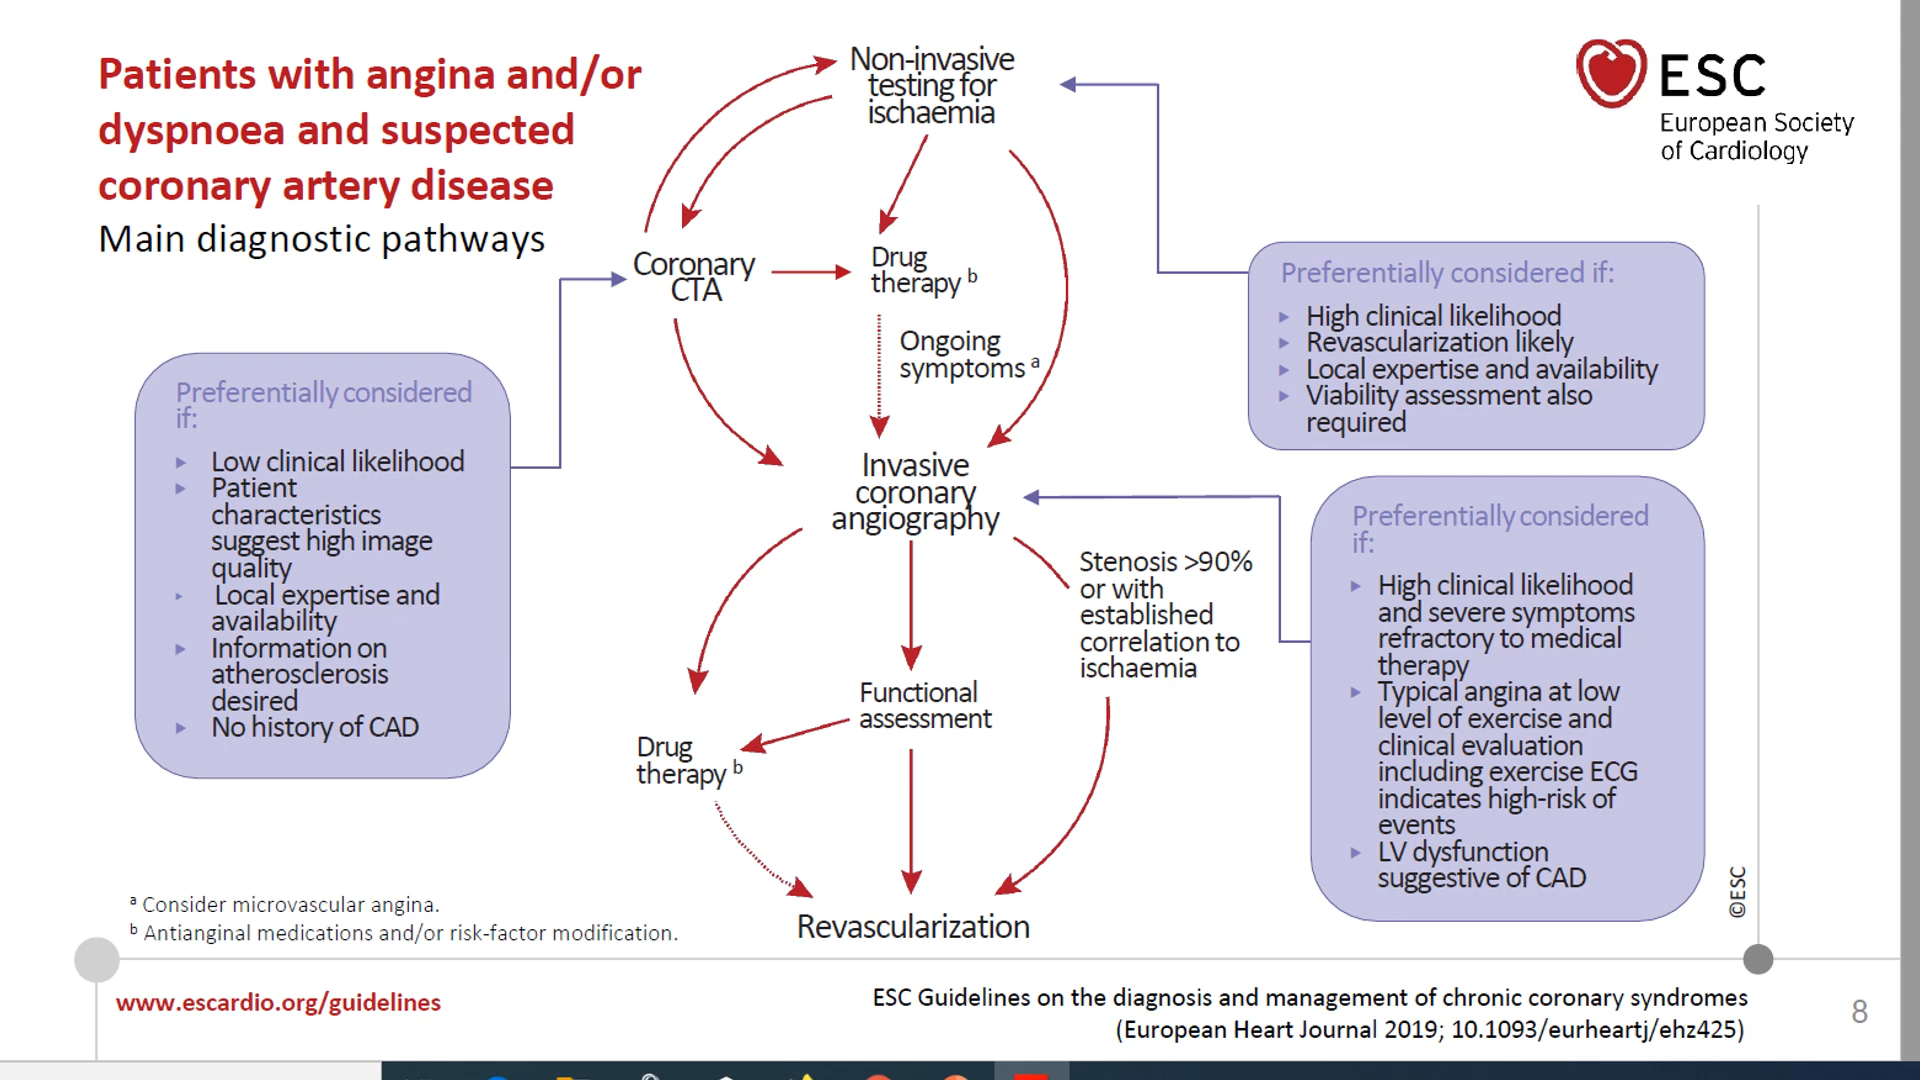 Patients with angina and/or
dyspnoea and suspected
coronary artery disease
Main diagnostic pathways
Non-invasive
testing for
ischaemia
ESC
European Society
of Cardiology
Coronary
CTA
Drug
therapy b
Ongoing
symptoms a
Preferentially considered if:
▸ High clinical likelihood
▸ Revascularization likely
▸ Local expertise and availability
▸ Viability assessment also
required
Preferentially considered
if:
▸ Low clinical likelihood
▸ Patient
characteristics
suggest high image
quality
▸ Local expertise and
availability
▸ Information on
atherosclerosis
desired
▸ No history of CAD
Invasive
coronary
angiography
Stenosis >90%
or with
established
correlation to
ischaemia
Preferentially considered
if:
▸ High clinical likelihood
and severe symptoms
refractory to medical
therapy
▸ Typical angina at low
level of exercise and
clinical evaluation
including exercise ECG
indicates high-risk of
events
▸ LV dysfunction
suggestive of CAD
Functional
assessment
Drug
therapy b
Revascularization
a Consider microvascular angina.
b Antianginal medications and/or risk-factor modification.
©ESC
www.escardio.org/guidelines
ESC Guidelines on the diagnosis and management of chronic coronary syndromes
(European Heart Journal 2019; 10.1093/eurheartj/ehz425)
8